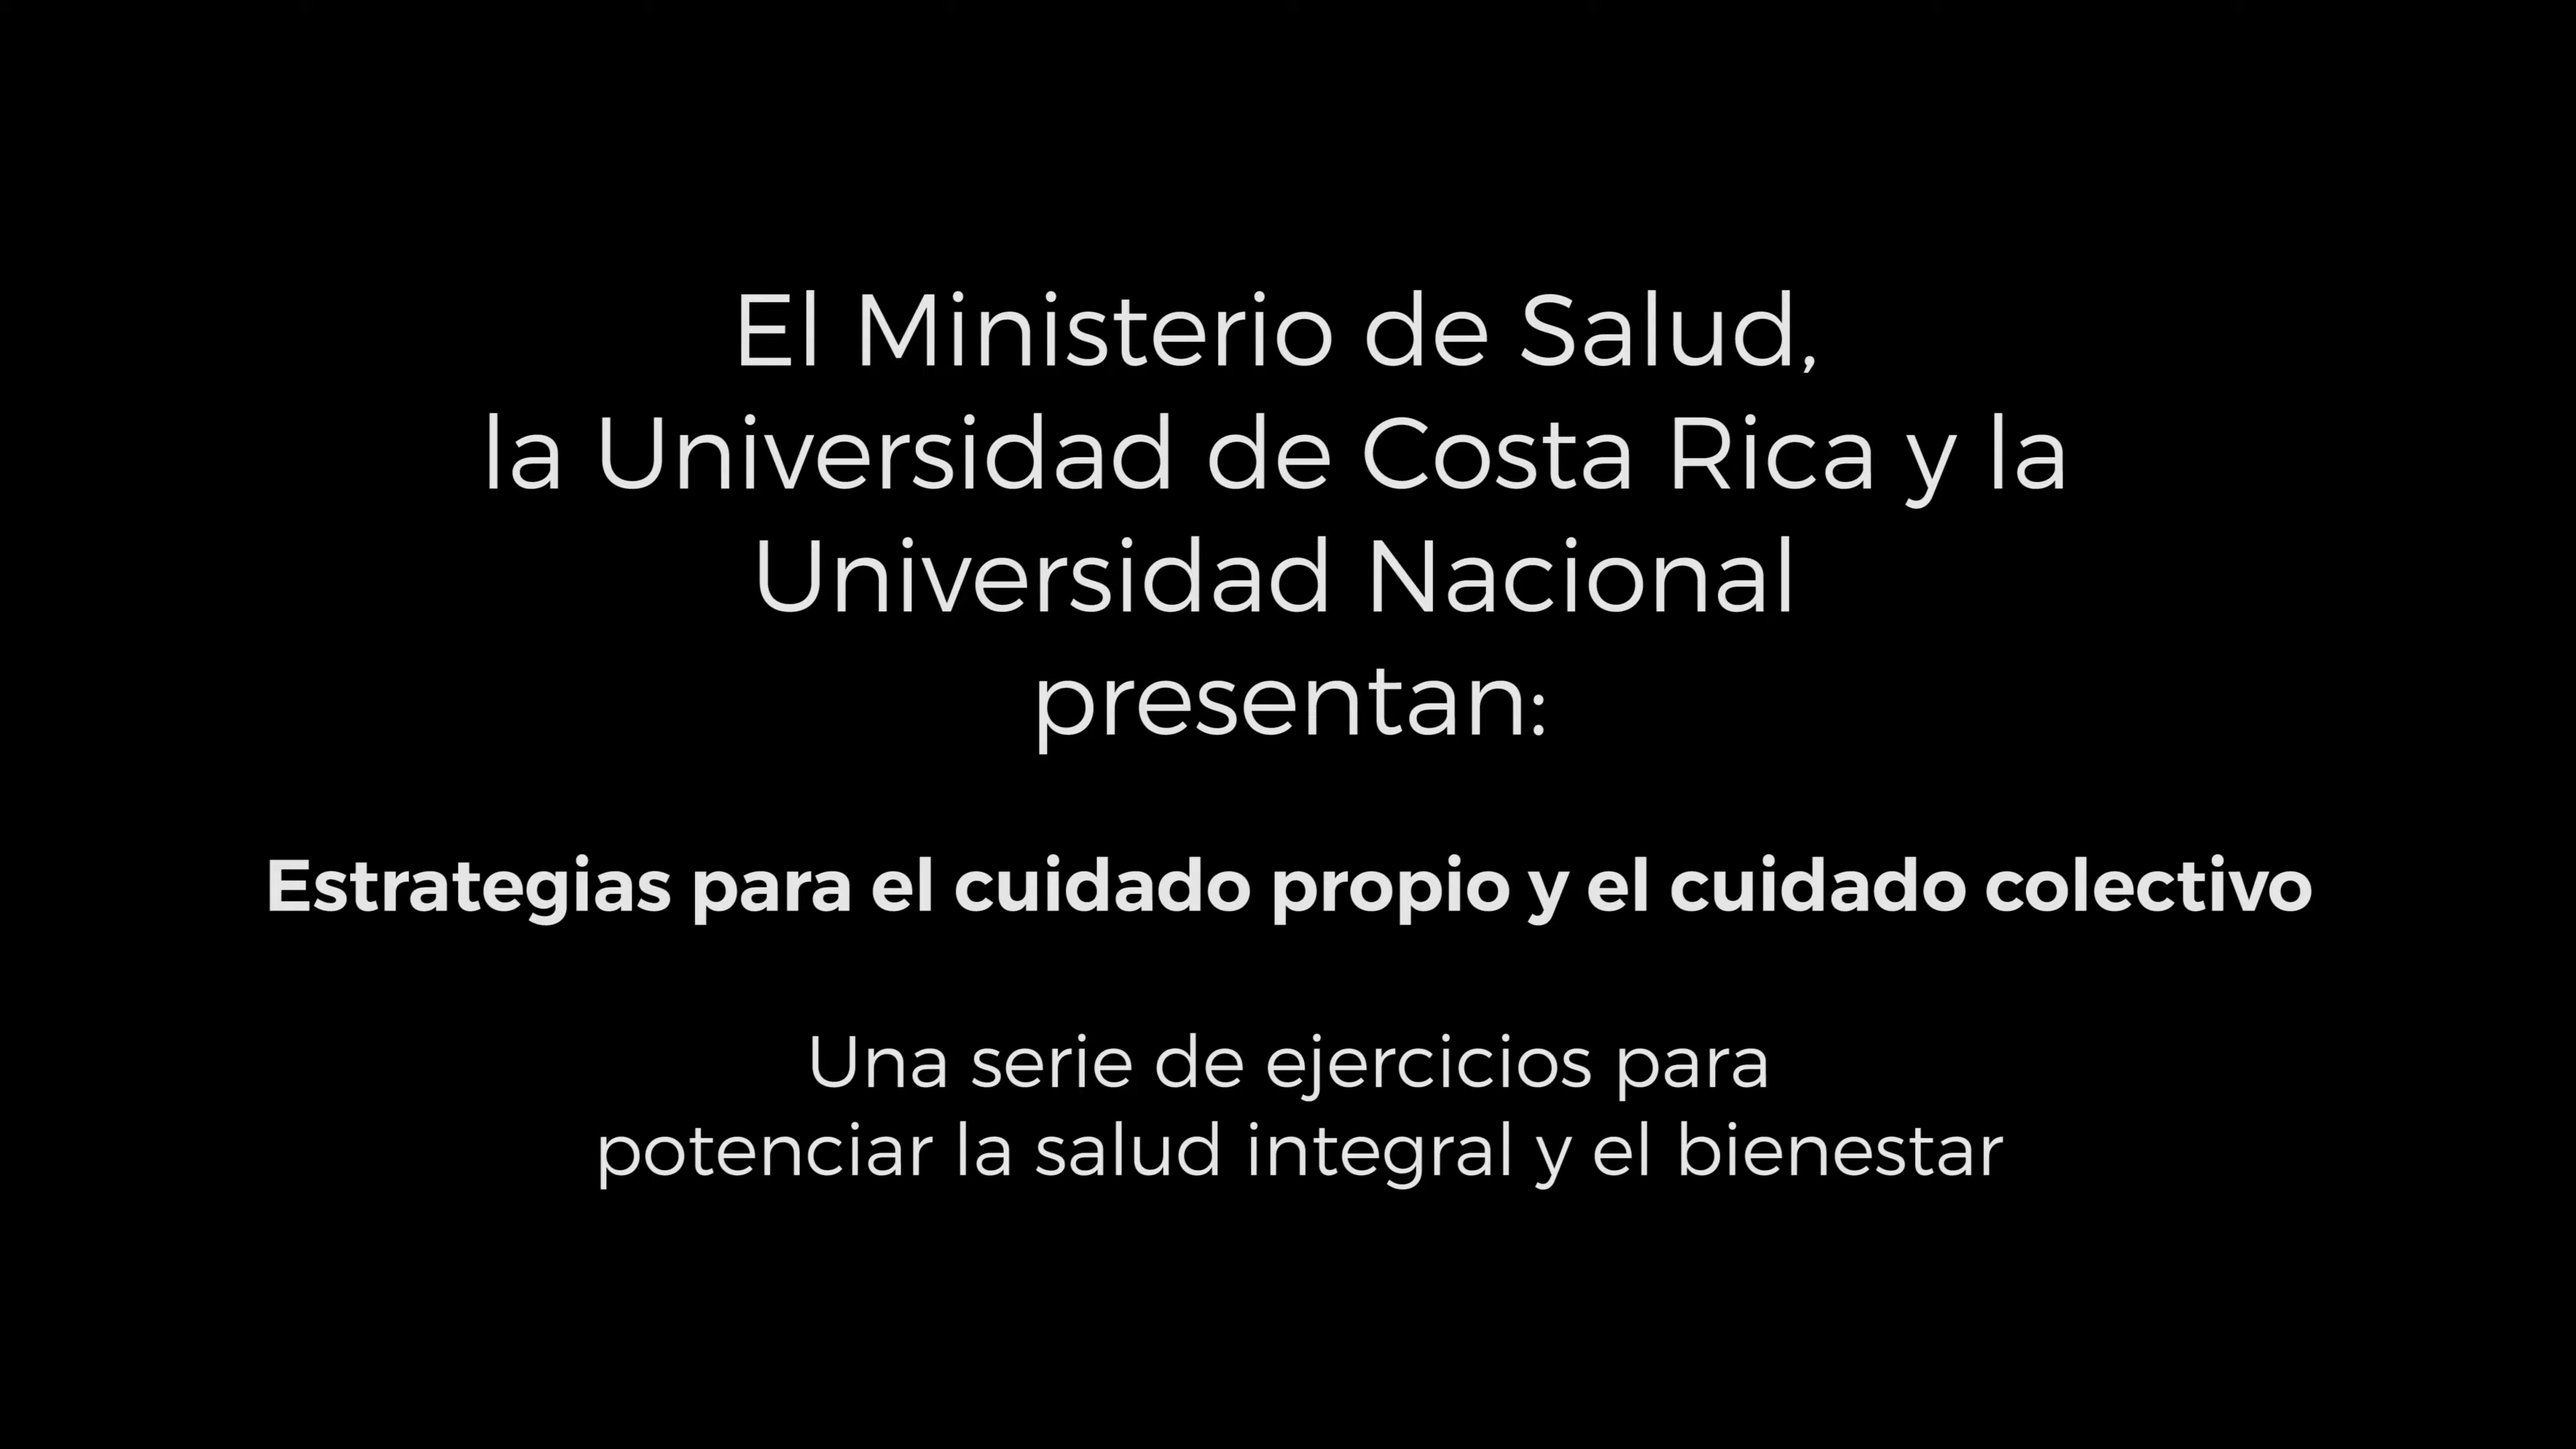 El Ministerio de Salud,
la Universidad de Costa Rica y la
Universidad Nacional
presentan:
Estrategias para el cuidado propio y el cuidado colectivo
Una serie de ejercicios para
potenciar la salud integral y el bienestar